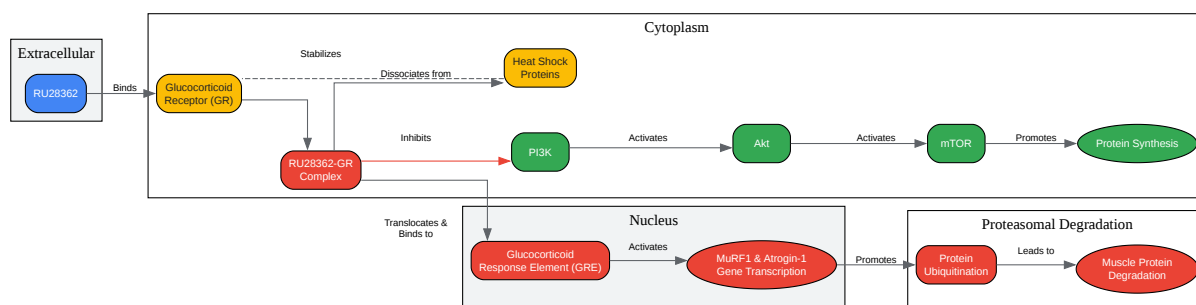 Extracellular
RU28362
Binds
Cytoplasm
Glucocorticoid
Receptor (GR)
Stabilizes
Dissociates from
Heat Shock
Proteins
RU28362-GR
Complex
Inhibits
PI3K
Activates
Akt
Activates
mTOR
Promotes
Protein Synthesis
Translocates &
Binds to
Nucleus
Glucocorticoid
Response Element (GRE)
Activates
MuRF1 & Atrogin-1
Gene Transcription
Promotes
Proteasomal Degradation
Protein
Ubiquitination
Leads to
Muscle Protein
Degradation